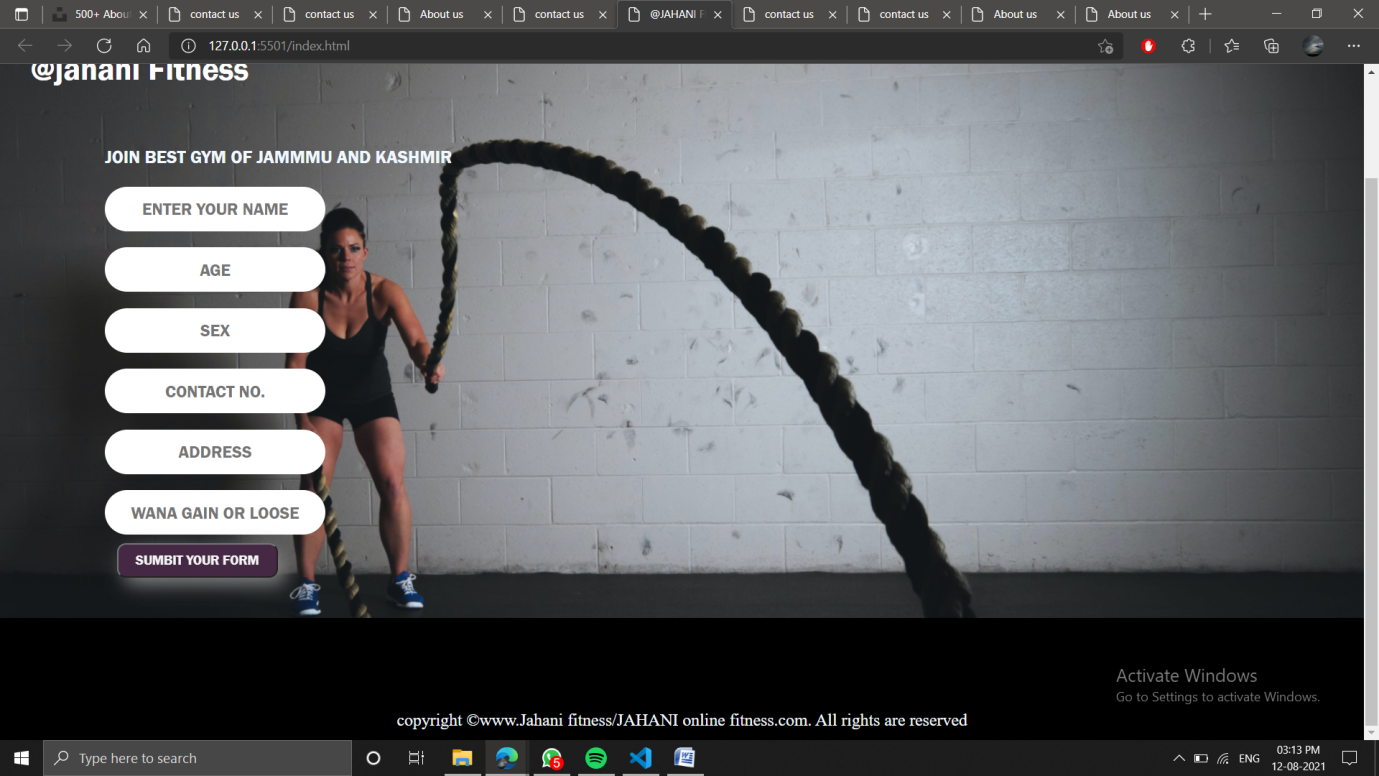 500+ Abou
contact us
contact us
About us
contact us
@JAHANI F
contact us
contact us
About us
About us
127.0.0.1:5501/index.html
@Jahani Fitness
JOIN BEST GYM OF JAMMMU AND KASHMIR
ENTER YOUR NAME
AGE
SEX
CONTACT NO.
ADDRESS
WANA GAIN OR LOOSE
SUMBIT YOUR FORM
Activate Windows
Go to Settings to activate Windows.
copyright ©www.Jahani fitness/JAHANI online fitness.com. All rights are reserved
Type here to search
5
ENG
03:13 PM
12-08-2021